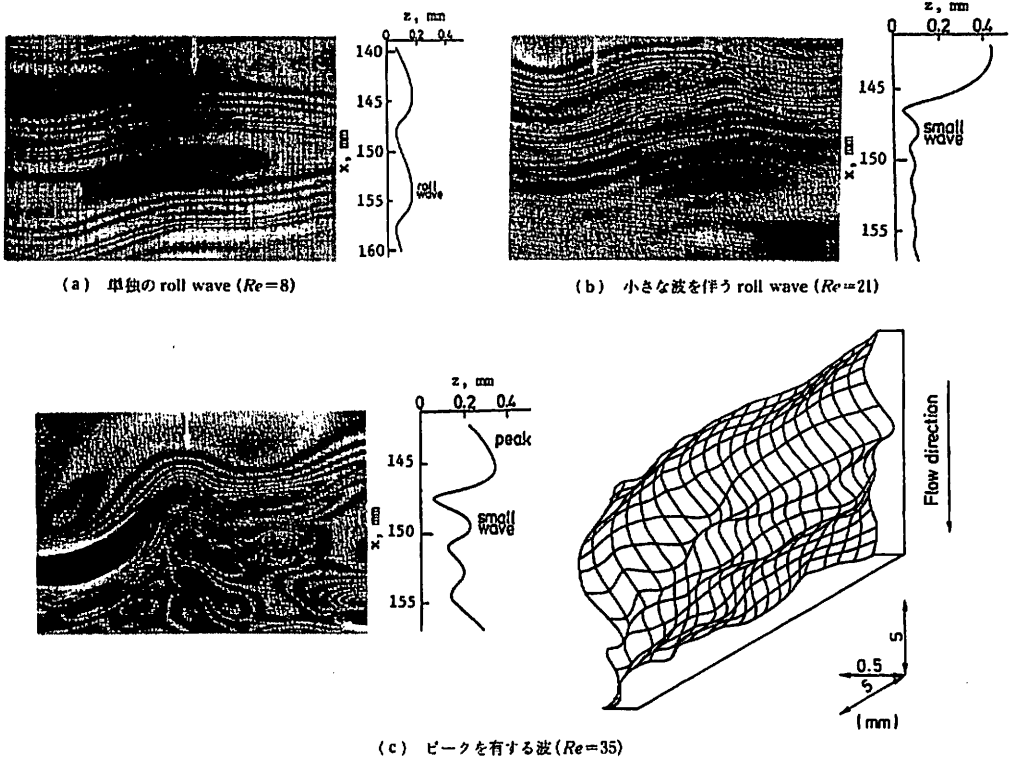 z, mm
0 0.2 0.4
140
145
150
155
160
x, mm
roll
wave
(a) 単独の roll wave (Re=8)
z, mm
0 0.2 0.4
145
150
155
x, mm
small
wave
(b) 小さな波を伴う roll wave (Re=21)
z, mm
0 0.2 0.4
peak
145
150
155
x, mm
small
wave
Flow direction
5
0.5
5
(mm)
(c) ピークを有する波 (Re=35)